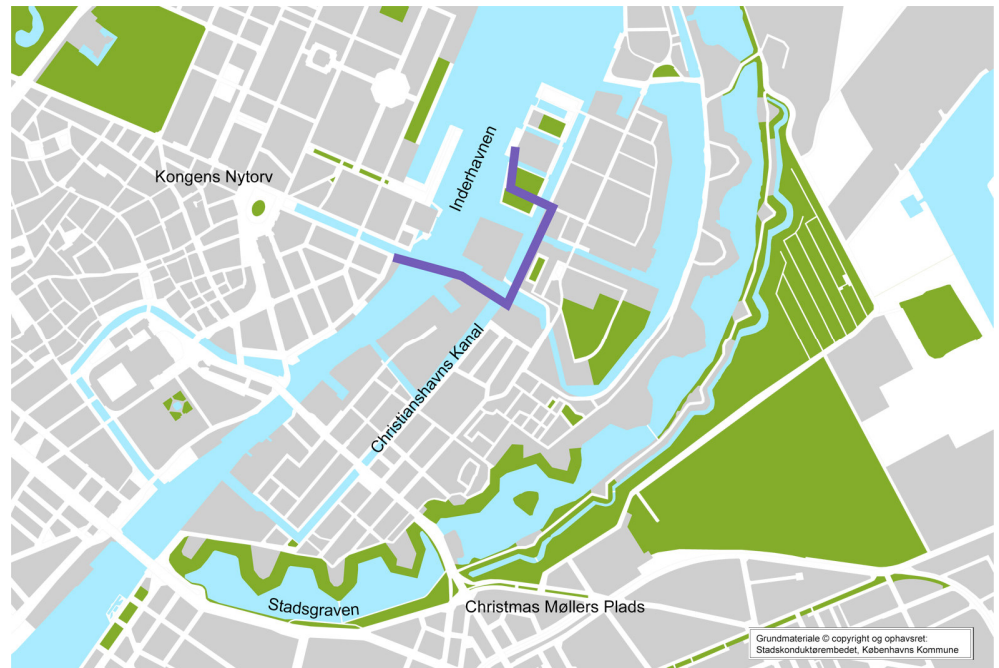 Kongens Nytorv
Inderhavnen
Christianshavns Kanal
Stadsgraven
Christmas Møllers Plads
Grundmateriale © copyright og ophavsret:
Stadskonduktørembedet, Københavns Kommune